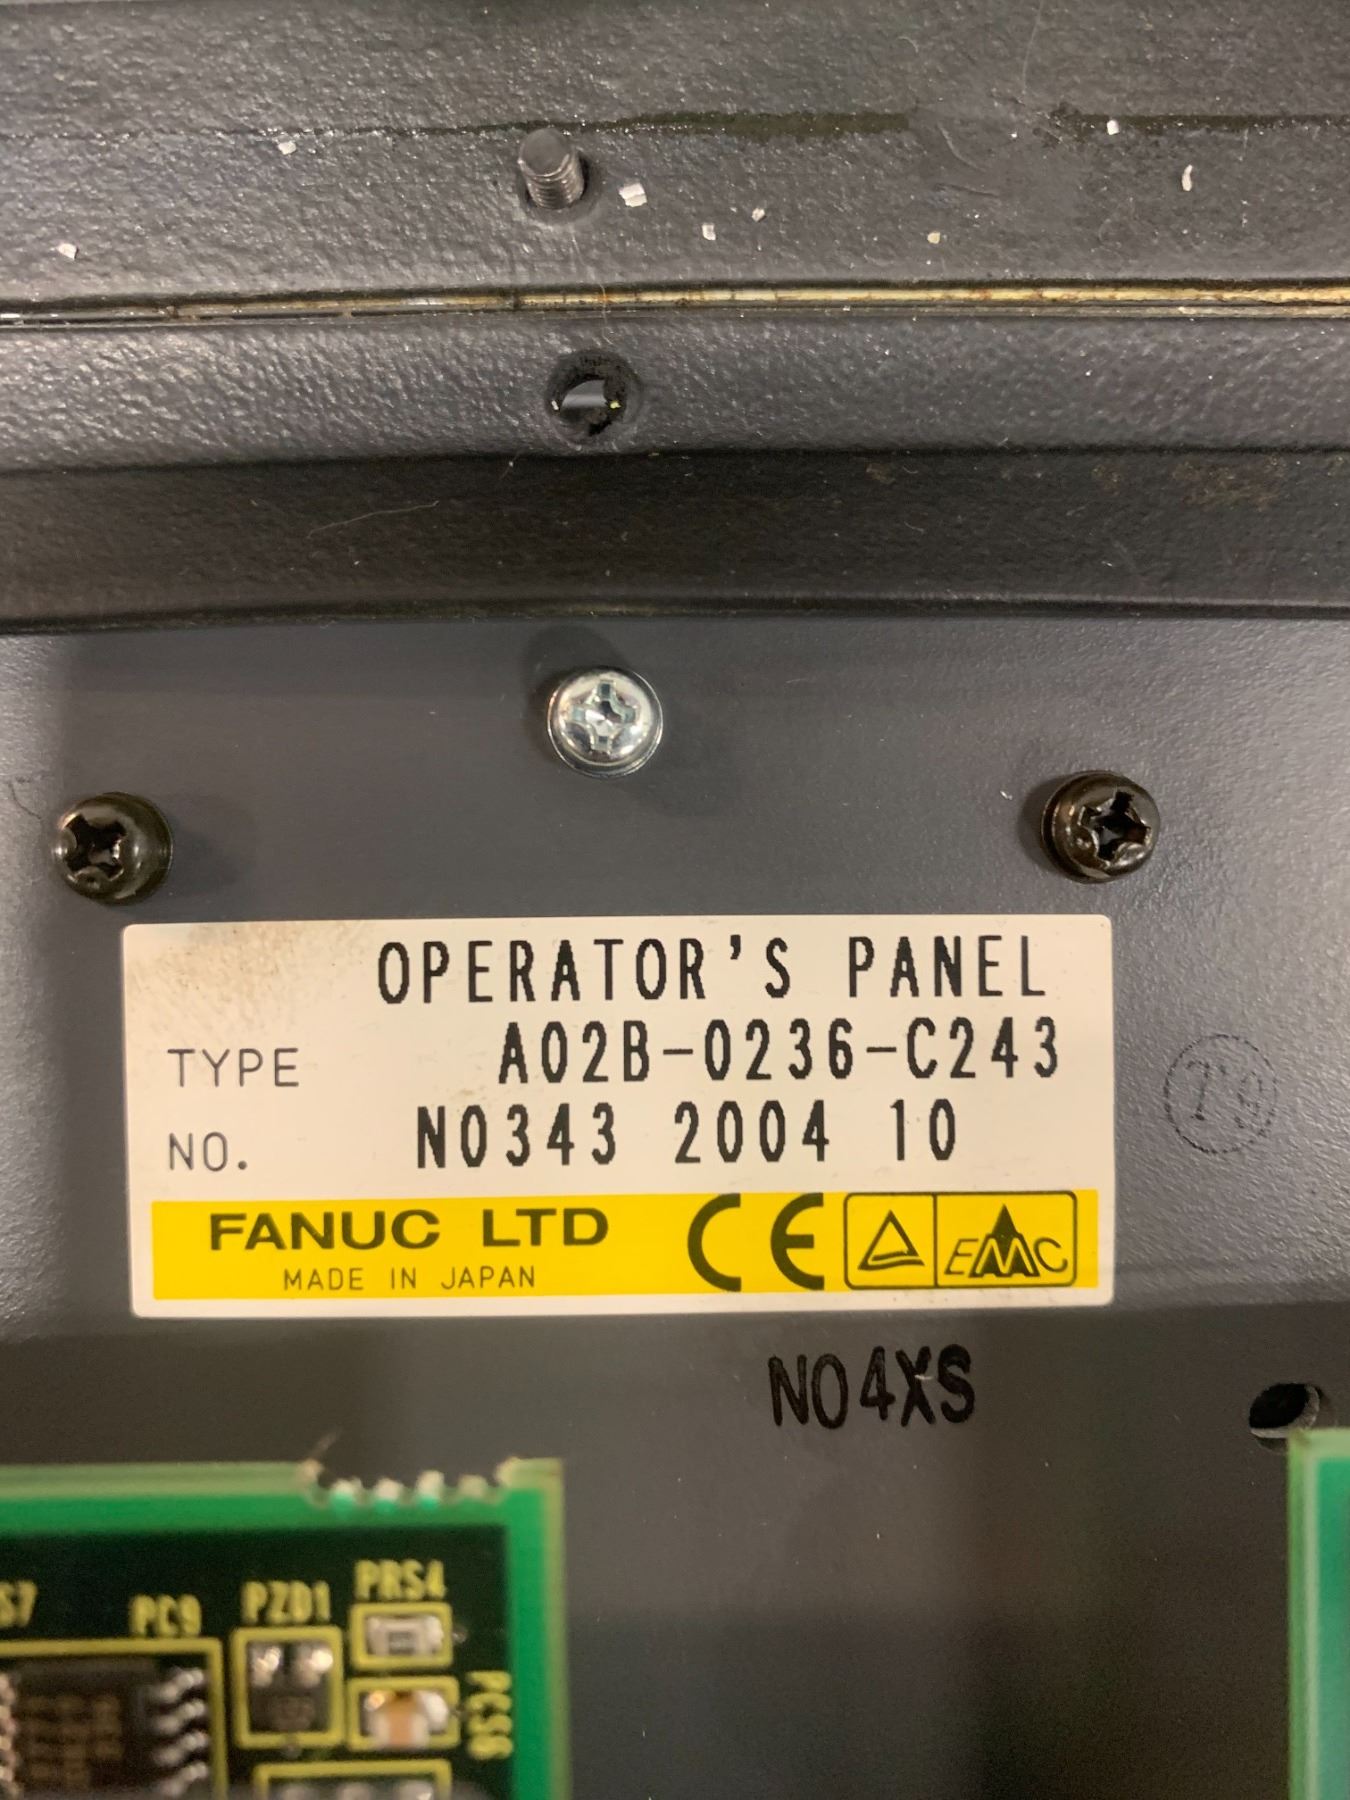 OPERATOR'S PANEL
TYPE A02B-0236-C243
NO. N0343 2004 10
FANUC LTD CE EMC
MADE IN JAPAN
N04XS
PRS4
PZD1
PC9
S7